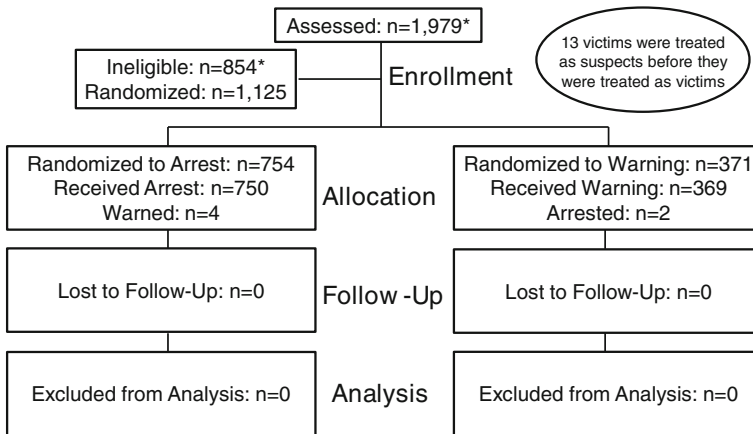 Assessed: n=1,979*
13 victims were treated
as suspects before they
were treated as victims
Ineligible: n=854*
Randomized: n=1,125
Enrollment
Randomized to Arrest: n=754
Received Arrest: n=750
Warned: n=4
Allocation
Randomized to Warning: n=371
Received Warning: n=369
Arrested: n=2
Lost to Follow-Up: n=0
Follow -Up
Lost to Follow-Up: n=0
Excluded from Analysis: n=0
Analysis
Excluded from Analysis: n=0